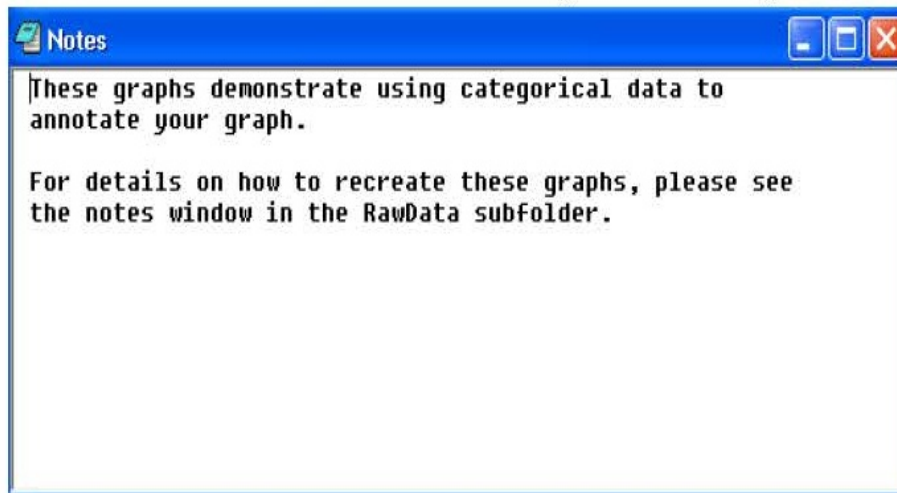 Notes
These graphs demonstrate using categorical data to
annotate your graph.
For details on how to recreate these graphs, please see
the notes window in the RawData subfolder.